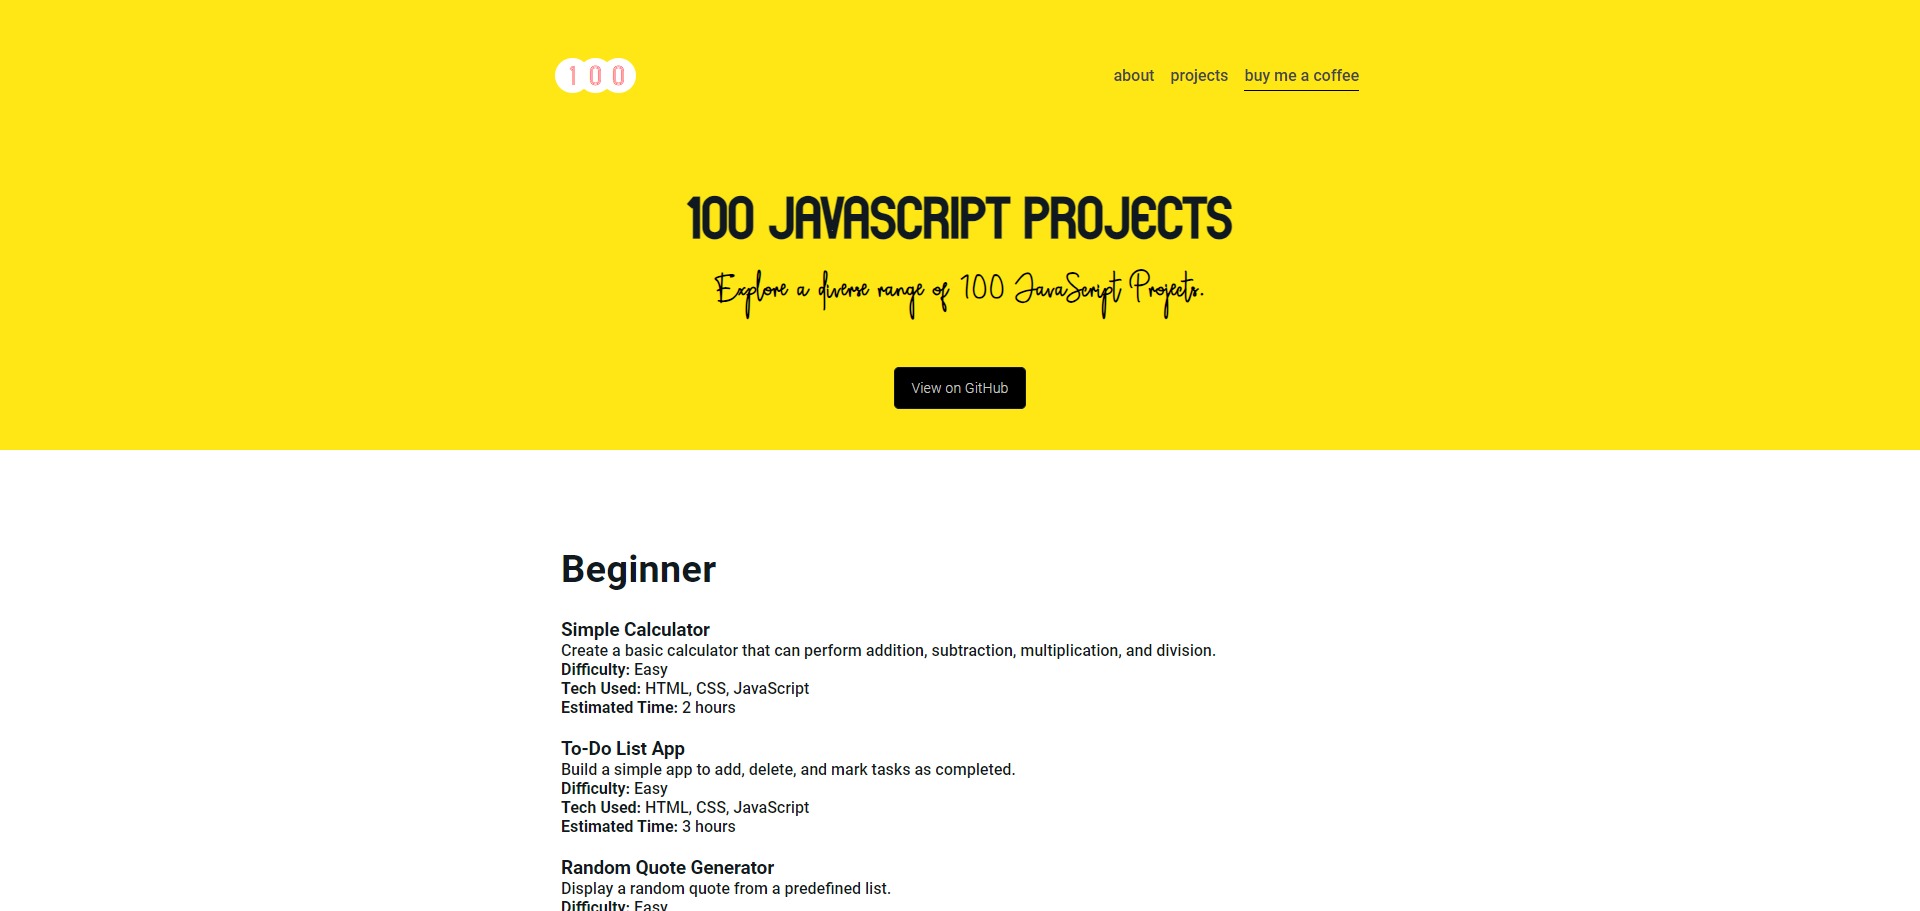 100
about projects buy me a coffee
100 JAVASCRIPT PROJECTS
Explore a diverse range of 100 JavaScript Projects.
View on GitHub
Beginner
Simple Calculator
Create a basic calculator that can perform addition, subtraction, multiplication, and division.
Difficulty: Easy
Tech Used: HTML, CSS, JavaScript
Estimated Time: 2 hours
To-Do List App
Build a simple app to add, delete, and mark tasks as completed.
Difficulty: Easy
Tech Used: HTML, CSS, JavaScript
Estimated Time: 3 hours
Random Quote Generator
Display a random quote from a predefined list.
Difficulty: Easy